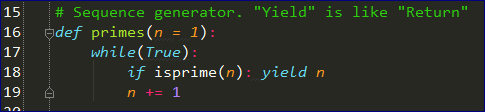 15 # Sequence generator. "Yield" is like "Return"
16 def primes(n = 1):
17 while(True):
18 if isprime(n): yield n
19 n += 1